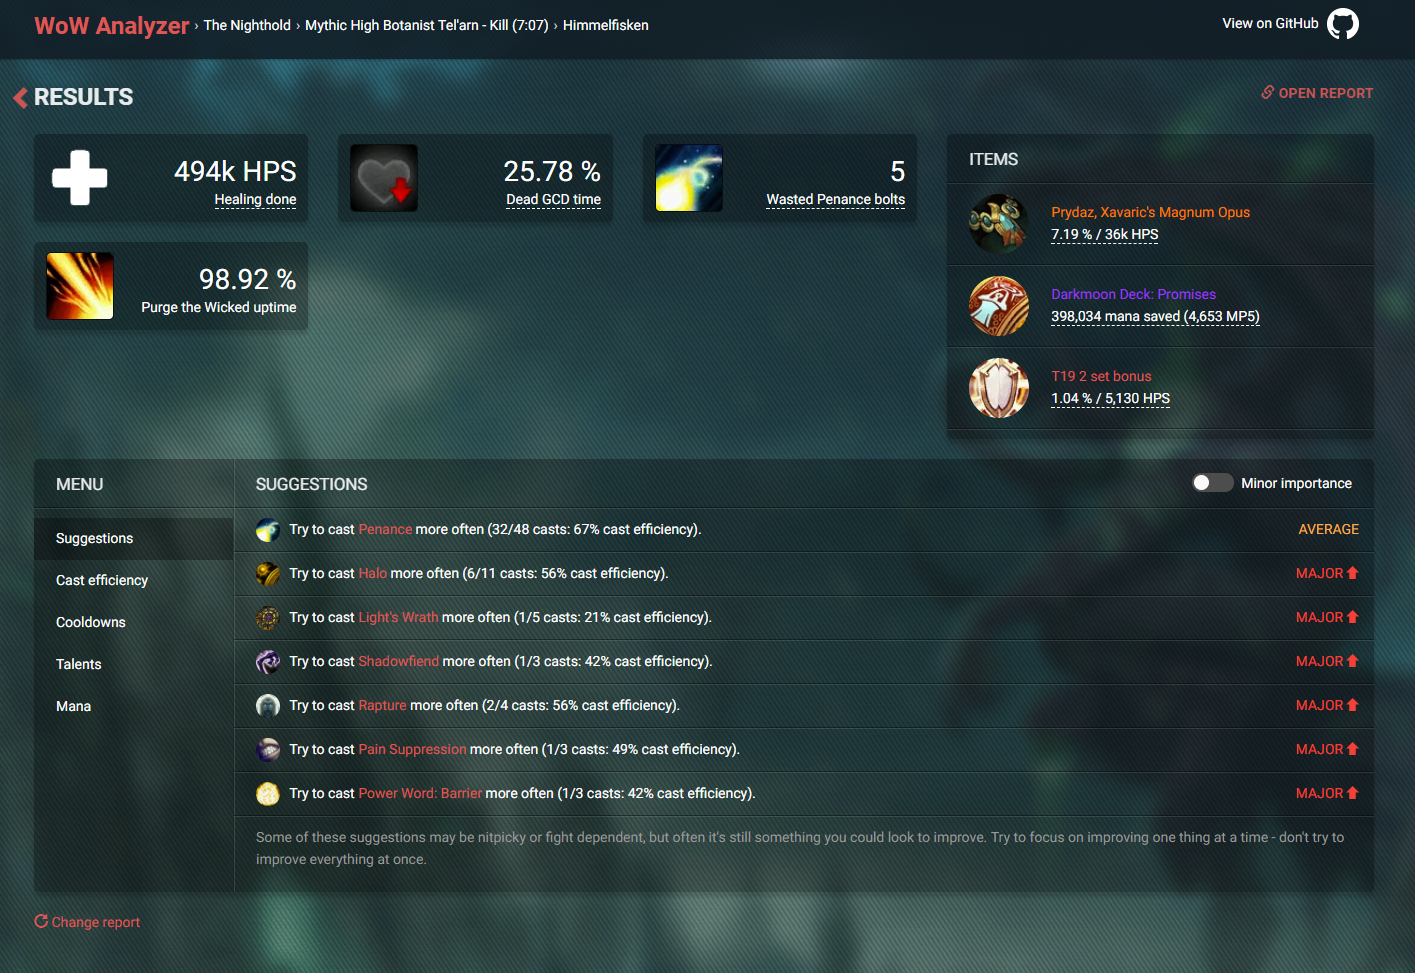 WoW Analyzer › The Nighthold › Mythic High Botanist Tel'arn - Kill (7:07) › Himmelfisken
View on GitHub
RESULTS
OPEN REPORT
494k HPS
Healing done
25.78 %
Dead GCD time
5
Wasted Penance bolts
98.92 %
Purge the Wicked uptime
ITEMS
Prydaz, Xavaric's Magnum Opus
7.19 % / 36k HPS
Darkmoon Deck: Promises
398,034 mana saved (4,653 MP5)
T19 2 set bonus
1.04 % / 5,130 HPS
MENU
Suggestions
Cast efficiency
Cooldowns
Talents
Mana
SUGGESTIONS
Minor importance
Try to cast Penance more often (32/48 casts: 67% cast efficiency). AVERAGE
Try to cast Halo more often (6/11 casts: 56% cast efficiency). MAJOR
Try to cast Light's Wrath more often (1/5 casts: 21% cast efficiency). MAJOR
Try to cast Shadowfiend more often (1/3 casts: 42% cast efficiency). MAJOR
Try to cast Rapture more often (2/4 casts: 56% cast efficiency). MAJOR
Try to cast Pain Suppression more often (1/3 casts: 49% cast efficiency). MAJOR
Try to cast Power Word: Barrier more often (1/3 casts: 42% cast efficiency). MAJOR
Some of these suggestions may be nitpicky or fight dependent, but often it's still something you could look to improve. Try to focus on improving one thing at a time - don't try to
improve everything at once.
Change report